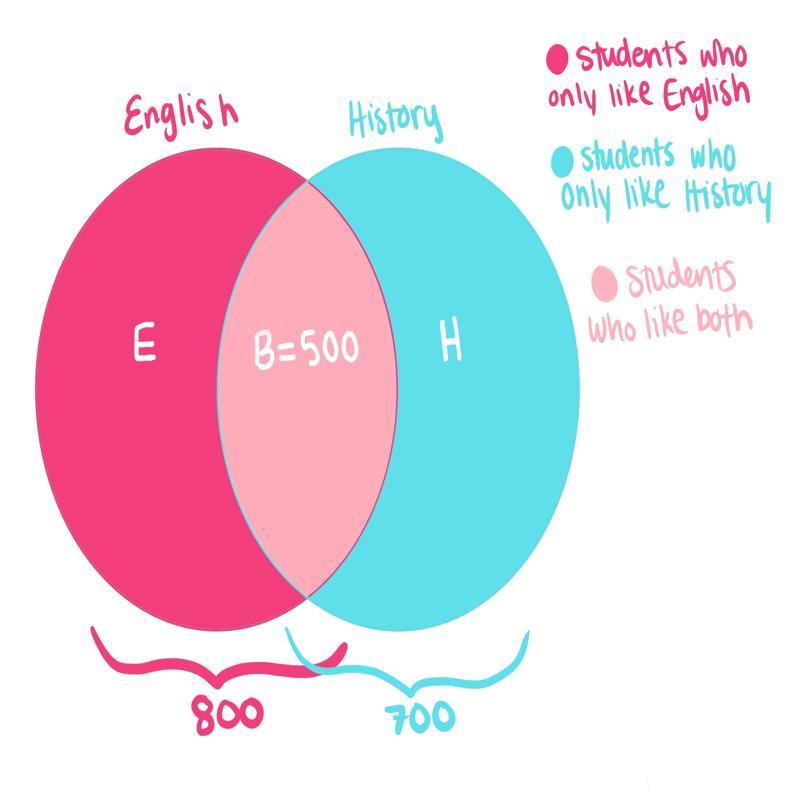 Students who
only like English
English
History
Students who
only like History
Students
who like both
E
B=500
H
800
700